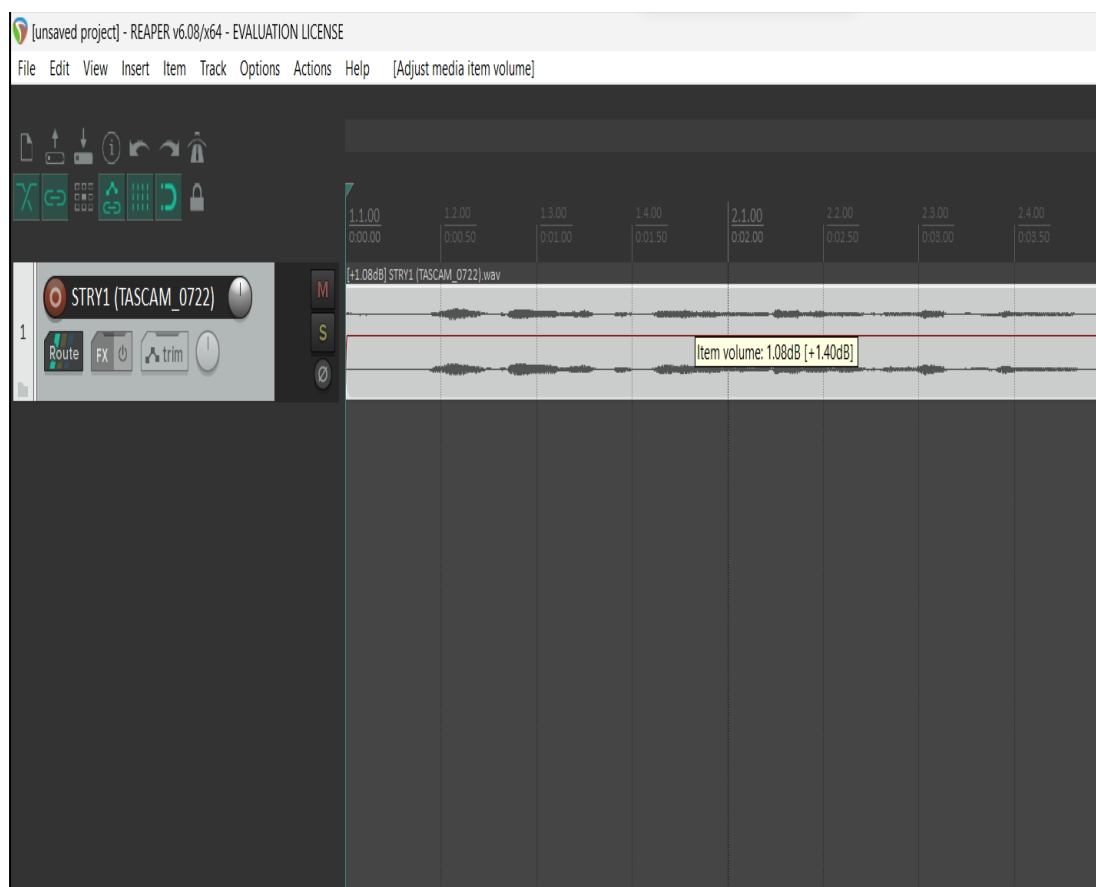 [unsaved project] - REAPER v6.08/x64 - EVALUATION LICENSE
File Edit View Insert Item Track Options Actions Help [Adjust media item volume]
1.1.00 1.2.00 1.3.00 1.4.00 2.1.00 2.2.00 2.3.00 2.4.00
0:00.00 0:00.50 0:01.00 0:01.50 0:02.00 0:02.50 0:03.00 0:03.50
[+1.08dB] STRY1 (TASCAM_0722).wav
STRY1 (TASCAM_0722) M
1 S
Route FX trim Ø
Item volume: 1.08dB [+1.40dB]